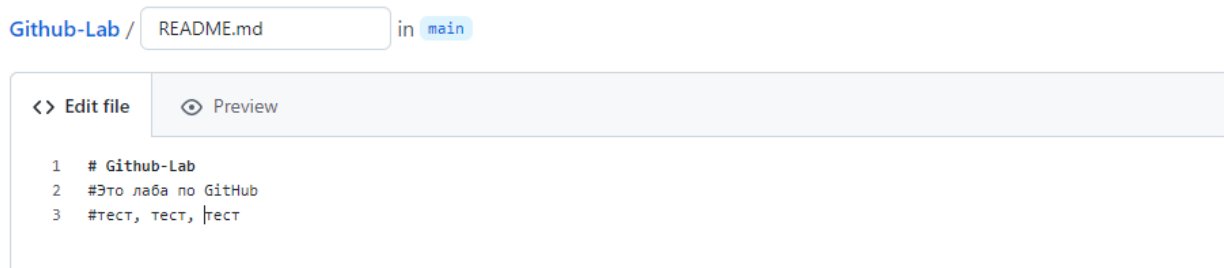 Github-Lab / README.md in main
Edit file Preview
1 # Github-Lab
2 #Это лаба по GitHub
3 #тест, тест, тест